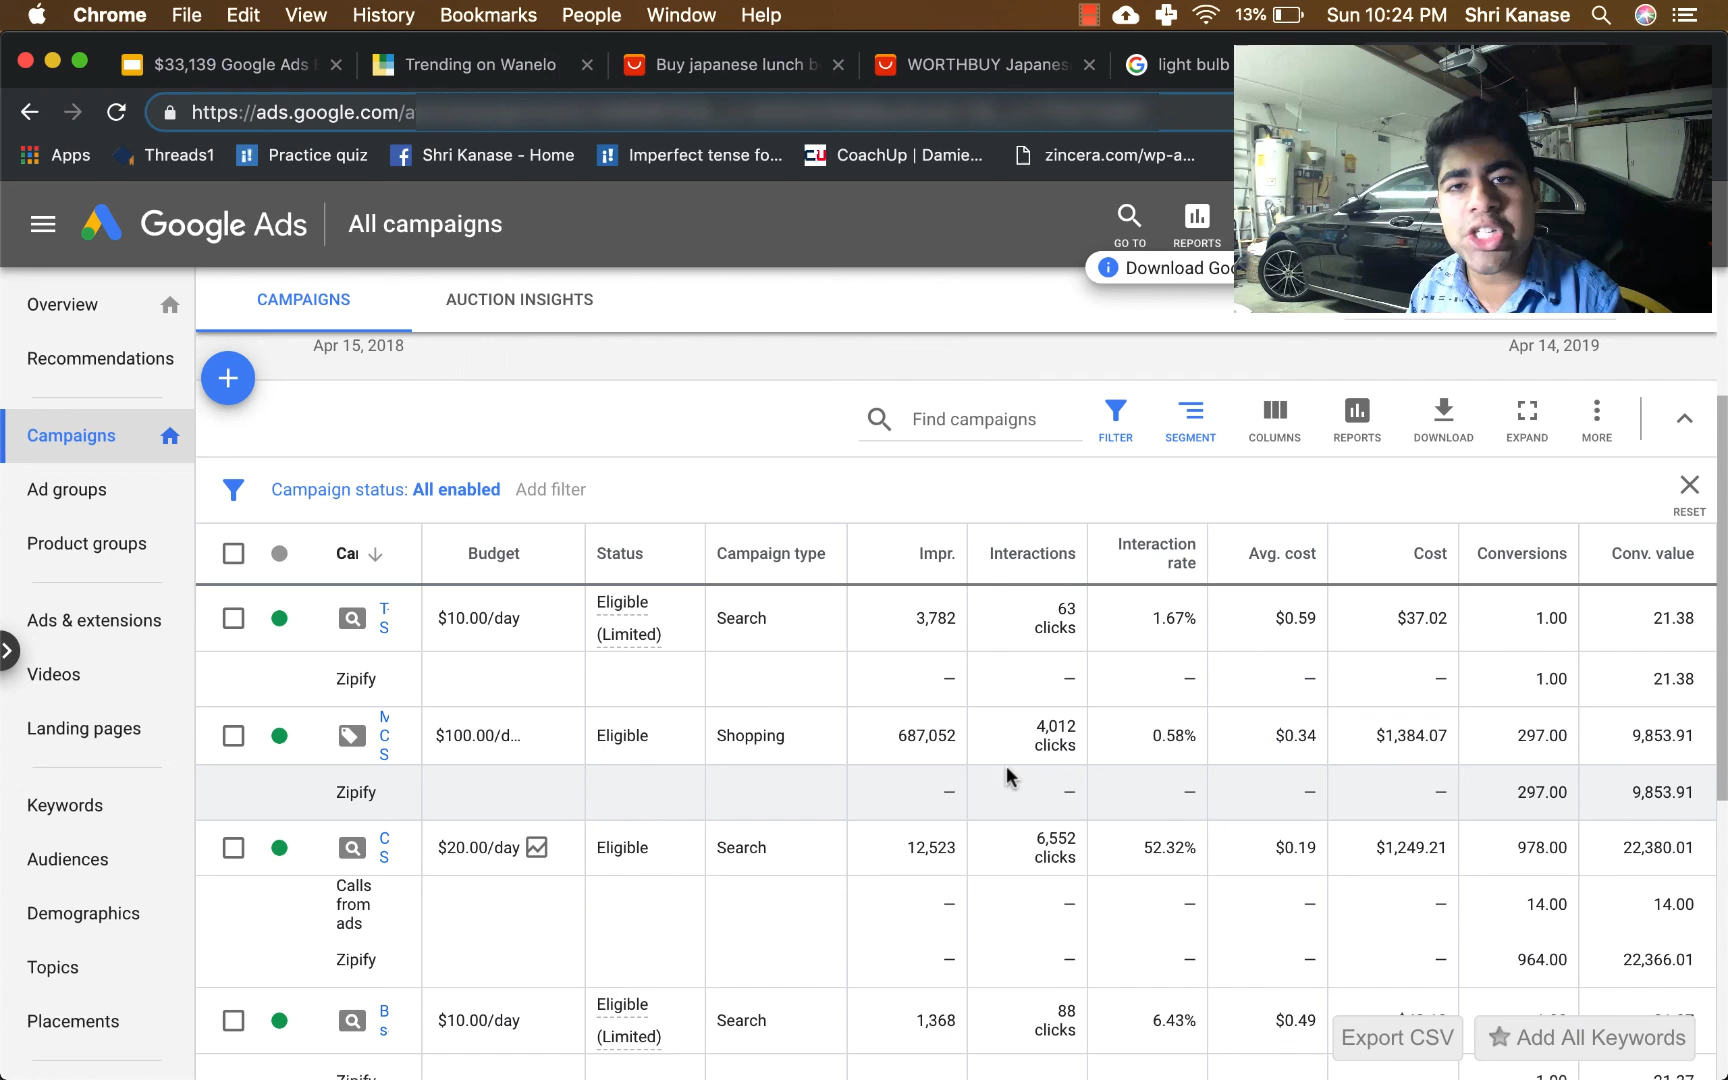 Chrome File Edit View History Bookmarks People Window Help 13% Sun 10:24 PM Shri Kanase
$33,139 Google Ads Trending on Wanelo Buy japanese lunch b WORTHBUY Japanes light bulb
https://ads.google.com/a
Apps Threads1 Practice quiz Shri Kanase - Home Imperfect tense fo... CoachUp | Damie... zincera.com/wp-a...
Google Ads All campaigns GO TO REPORTS
Download Goo
Overview
Recommendations
Campaigns
Ad groups
Product groups
Ads & extensions
Videos
Landing pages
Keywords
Audiences
Demographics
Topics
Placements
CAMPAIGNS AUCTION INSIGHTS
Apr 15, 2018 Apr 14, 2019
Find campaigns FILTER SEGMENT COLUMNS REPORTS DOWNLOAD EXPAND MORE
Campaign status: All enabled Add filter RESET
Budget Status Campaign type Impr. Interactions Interaction rate Avg. cost Cost Conversions Conv. value
$10.00/day Eligible (Limited) Search 3,782 63 clicks 1.67% $0.59 $37.02 1.00 21.38
Zipify — — — — — 1.00 21.38
$100.00/d... Eligible Shopping 687,052 4,012 clicks 0.58% $0.34 $1,384.07 297.00 9,853.91
Zipify — — — — — 297.00 9,853.91
$20.00/day Eligible Search 12,523 6,552 clicks 52.32% $0.19 $1,249.21 978.00 22,380.01
Calls from ads — — — — — 14.00 14.00
Zipify — — — — — 964.00 22,366.01
$10.00/day Eligible (Limited) Search 1,368 88 clicks 6.43% $0.49
Export CSV Add All Keywords